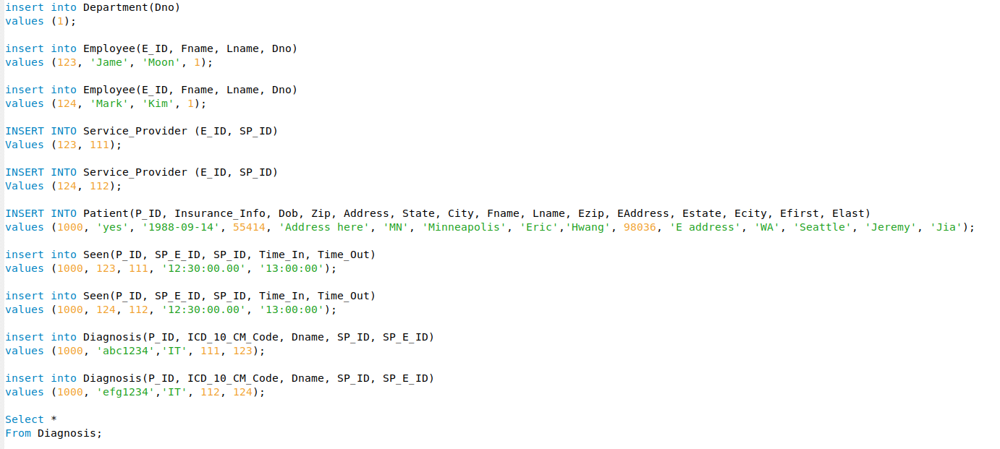 insert into Department(Dno)
values (1);
insert into Employee(E_ID, Fname, Lname, Dno)
values (123, 'Jame', 'Moon', 1);
insert into Employee(E_ID, Fname, Lname, Dno)
values (124, 'Mark', 'Kim', 1);
INSERT INTO Service_Provider (E_ID, SP_ID)
Values (123, 111);
INSERT INTO Service_Provider (E_ID, SP_ID)
Values (124, 112);
INSERT INTO Patient(P_ID, Insurance_Info, Dob, Zip, Address, State, City, Fname, Lname, Ezip, EAddress, Estate, Ecity, Efirst, Elast)
values (1000, 'yes', '1988-09-14', 55414, 'Address here', 'MN', 'Minneapolis', 'Eric','Hwang', 98036, 'E address', 'WA', 'Seattle', 'Jeremy', 'Jia');
insert into Seen(P_ID, SP_E_ID, SP_ID, Time_In, Time_Out)
values (1000, 123, 111, '12:30:00.00', '13:00:00');
insert into Seen(P_ID, SP_E_ID, SP_ID, Time_In, Time_Out)
values (1000, 124, 112, '12:30:00.00', '13:00:00');
insert into Diagnosis(P_ID, ICD_10_CM_Code, Dname, SP_ID, SP_E_ID)
values (1000, 'abc1234','IT', 111, 123);
insert into Diagnosis(P_ID, ICD_10_CM_Code, Dname, SP_ID, SP_E_ID)
values (1000, 'efg1234','IT', 112, 124);
Select *
From Diagnosis;